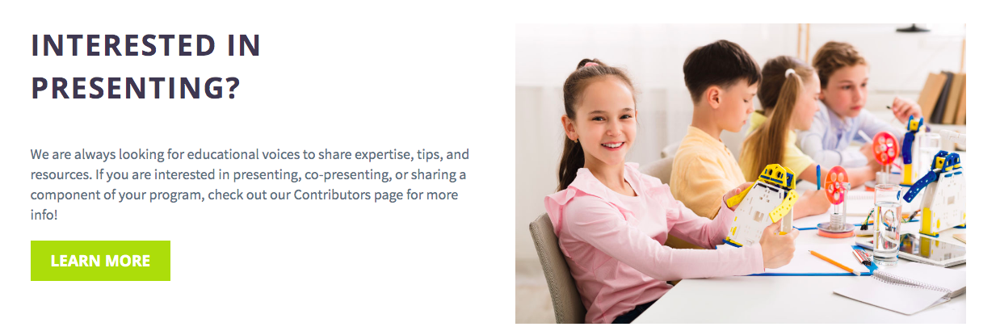 INTERESTED IN
PRESENTING?
We are always looking for educational voices to share expertise, tips, and
resources. If you are interested in presenting, co-presenting, or sharing a
component of your program, check out our Contributors page for more
info!
LEARN MORE